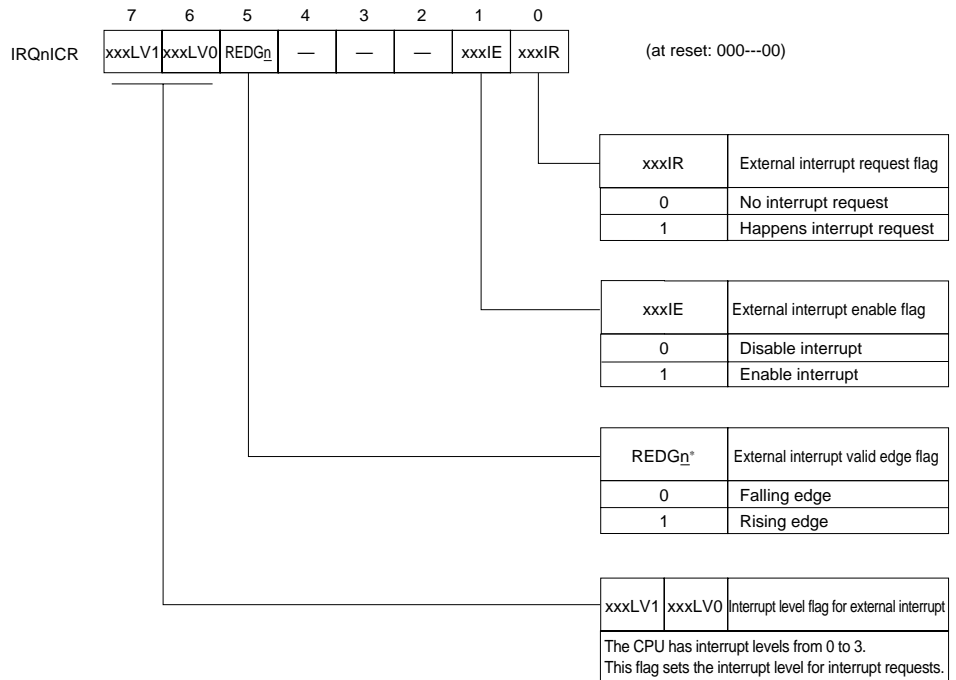 7 6 5 4 3 2 1 0
IRQnICR xxxLV1 xxxLV0 REDGn — — — xxxIE xxxIR (at reset: 000---00)
xxxIR External interrupt request flag
0 No interrupt request
1 Happens interrupt request
xxxIE External interrupt enable flag
0 Disable interrupt
1 Enable interrupt
REDGn* External interrupt valid edge flag
0 Falling edge
1 Rising edge
xxxLV1 xxxLV0 Interrupt level flag for external interrupt
The CPU has interrupt levels from 0 to 3.
This flag sets the interrupt level for interrupt requests.